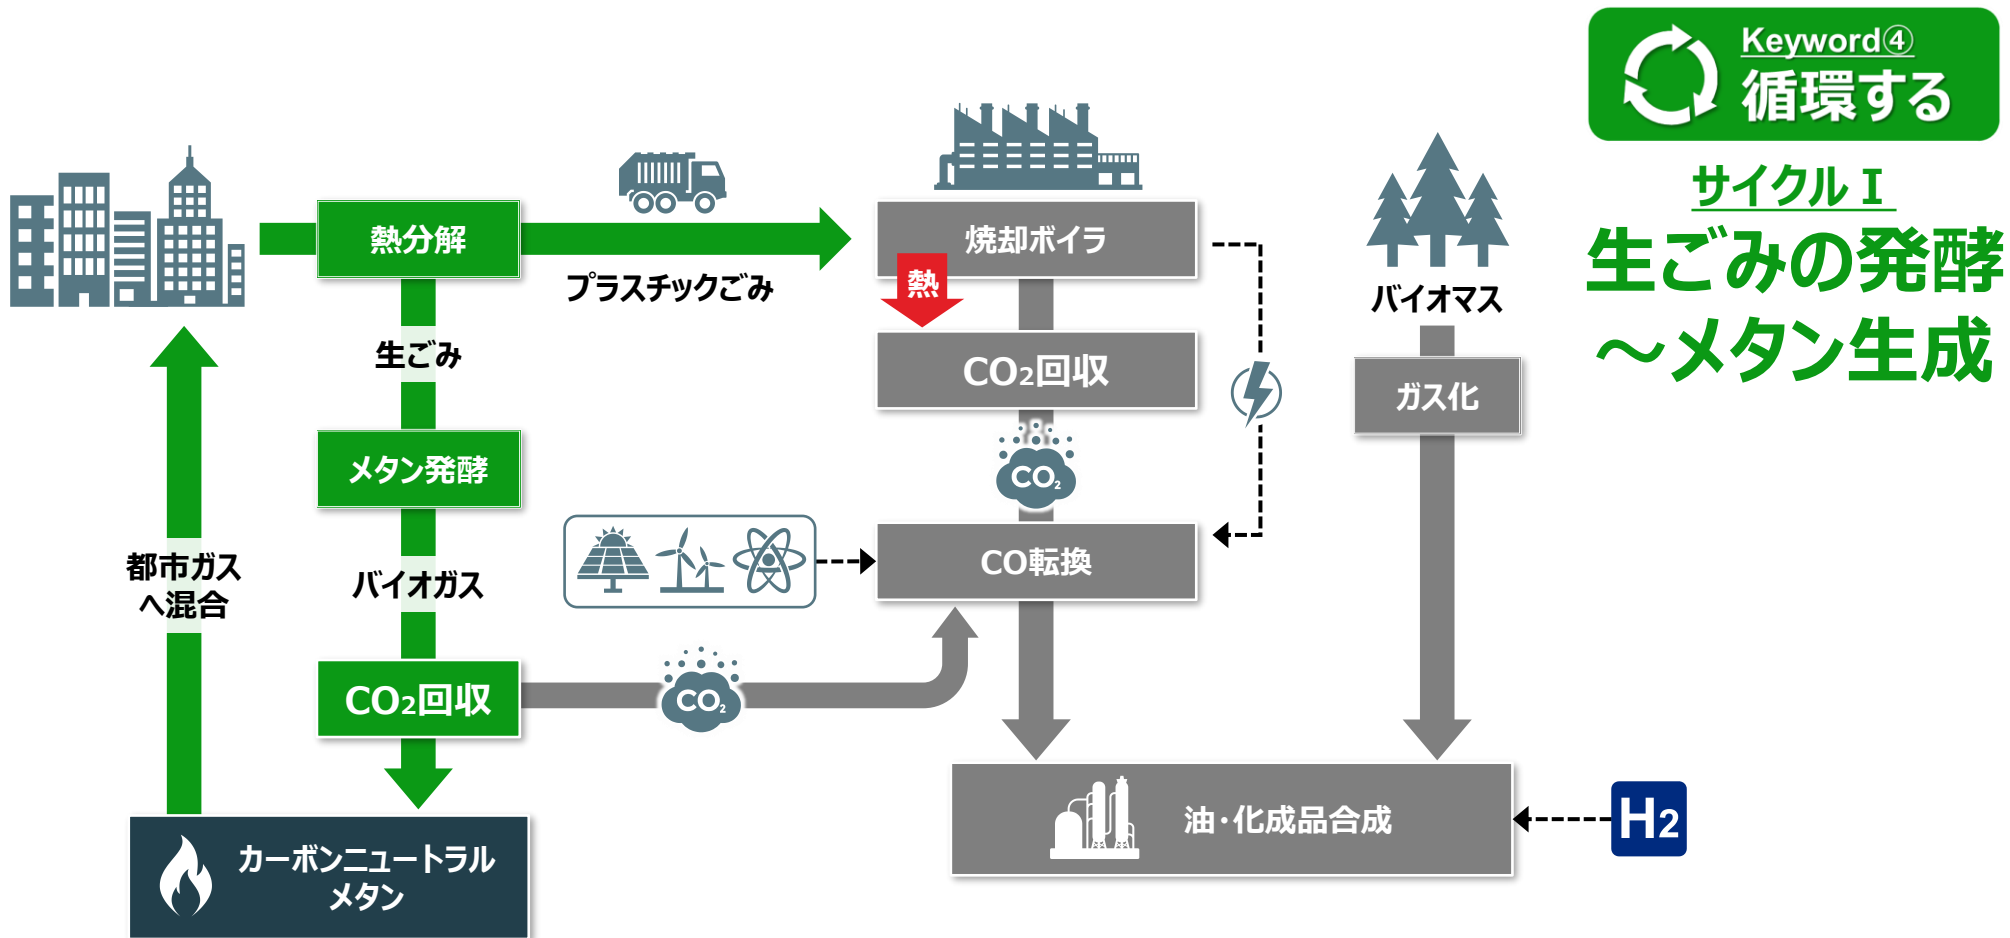 Keyword④
循環する
サイクルⅠ
生ごみの発酵
～メタン生成
熱分解
プラスチックごみ
焼却ボイラ
熱
バイオマス
生ごみ
CO₂回収
ガス化
メタン発酵
CO₂
都市ガス
へ混合
バイオガス
CO転換
CO₂回収
CO₂
油・化成品合成
H2
カーボンニュートラル
メタン